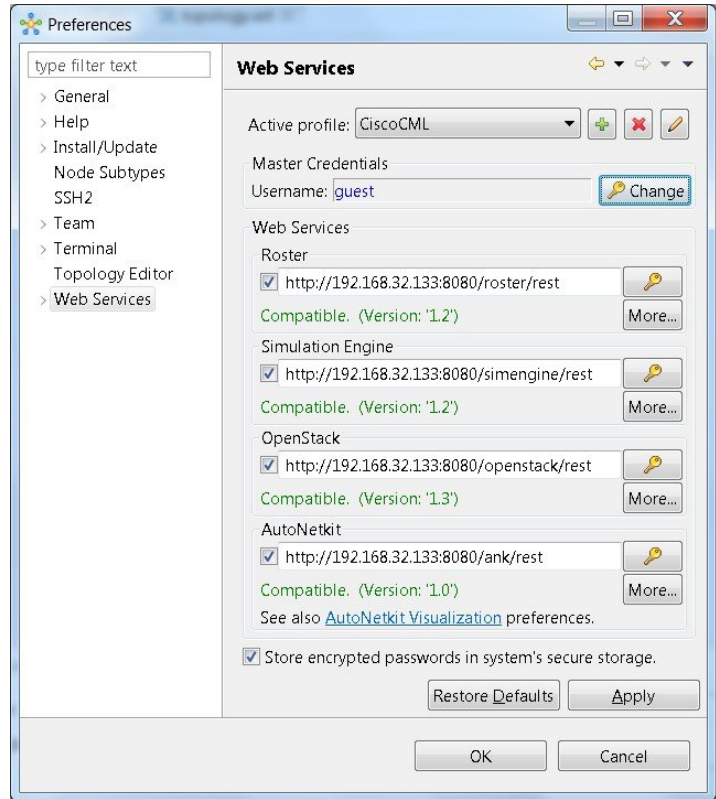 Preferences
type filter text
General
Help
Install/Update
Node Subtypes
SSH2
Team
Terminal
Topology Editor
Web Services
Web Services
Active profile: CiscoCML
Master Credentials
Username: guest
Change
Web Services
Roster
http://192.168.32.133:8080/roster/rest
Compatible. (Version: '1.2')
More...
Simulation Engine
http://192.168.32.133:8080/simengine/rest
Compatible. (Version: '1.2')
More...
OpenStack
http://192.168.32.133:8080/openstack/rest
Compatible. (Version: '1.3')
More...
AutoNetkit
http://192.168.32.133:8080/ank/rest
Compatible. (Version: '1.0')
More...
See also AutoNetkit Visualization preferences.
Store encrypted passwords in system's secure storage.
Restore Defaults
Apply
OK
Cancel